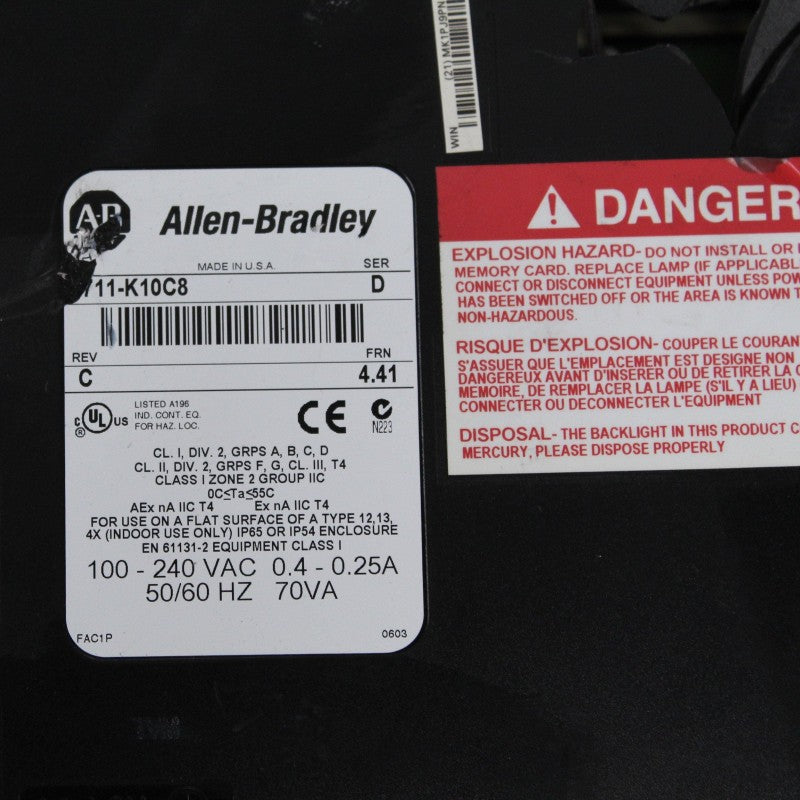 (21) MK1PJ9PN
WIN
A-B
Allen-Bradley
MADE IN U.S.A.
SER
711-K10C8
D
REV
FRN
C
4.41
c UL US
LISTED A196
IND. CONT. EQ.
FOR HAZ. LOC.
CE
N223
CL. I, DIV. 2, GRPS A, B, C, D
CL. II, DIV. 2, GRPS F, G, CL. III, T4
CLASS I ZONE 2 GROUP IIC
0C≤Ta≤55C
AEx nA IIC T4 Ex nA IIC T4
FOR USE ON A FLAT SURFACE OF A TYPE 12,13,
4X (INDOOR USE ONLY) IP65 OR IP54 ENCLOSURE
EN 61131-2 EQUIPMENT CLASS I
100 - 240 VAC 0.4 - 0.25A
50/60 HZ 70VA
FAC1P
0603
DANGER
EXPLOSION HAZARD- DO NOT INSTALL OR
MEMORY CARD. REPLACE LAMP (IF APPLICABL
CONNECT OR DISCONNECT EQUIPMENT UNLESS POW
HAS BEEN SWITCHED OFF OR THE AREA IS KNOWN T
NON-HAZARDOUS.
RISQUE D'EXPLOSION- COUPER LE COURAN
S'ASSUER QUE L'EMPLACEMENT EST DESIGNE NON
DANGEREUX AVANT D'INSERER OU DE RETIRER LA C
MEMOIRE, DE REMPLACER LA LAMPE (S'IL Y A LIEU)
CONNECTER OU DECONNECTER L'EQUIPMENT
DISPOSAL- THE BACKLIGHT IN THIS PRODUCT C
MERCURY, PLEASE DISPOSE PROPERLY